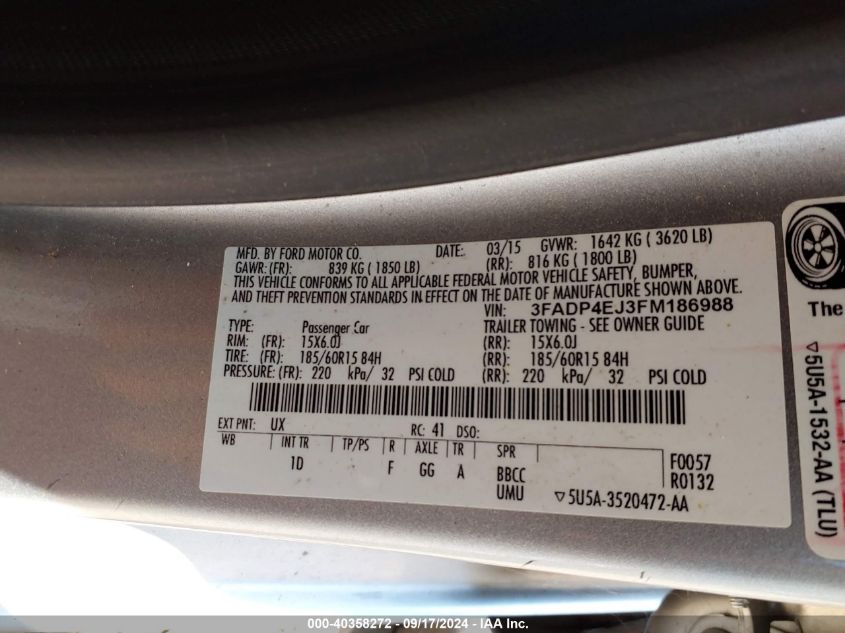 MFD. BY FORD MOTOR CO. DATE: 03/15 GVWR: 1642 KG ( 3620 LB)
GAWR: (FR): 839 KG ( 1850 LB) (RR): 816 KG ( 1800 LB)
THIS VEHICLE CONFORMS TO ALL APPLICABLE FEDERAL MOTOR VEHICLE SAFETY, BUMPER,
AND THEFT PREVENTION STANDARDS IN EFFECT ON THE DATE OF MANUFACTURE SHOWN ABOVE.
VIN: 3FADP4EJ3FM186988
TYPE: Passenger Car TRAILER TOWING - SEE OWNER GUIDE
RIM: (FR): 15X6.0J (RR): 15X6.0J
TIRE: (FR): 185/60R15 84H (RR): 185/60R15 84H
PRESSURE: (FR): 220 kPa/ 32 PSI COLD (RR): 220 kPa/ 32 PSI COLD
EXT PNT: UX RC: 41 DSO:
WB INT TR TP/PS R AXLE TR SPR F0057
1D F GG A BBCC R0132
UMU ▽5U5A-3520472-AA
The
▽5U5A-1532-AA (TLU)
000-40358272 - 09/17/2024 - IAA Inc.